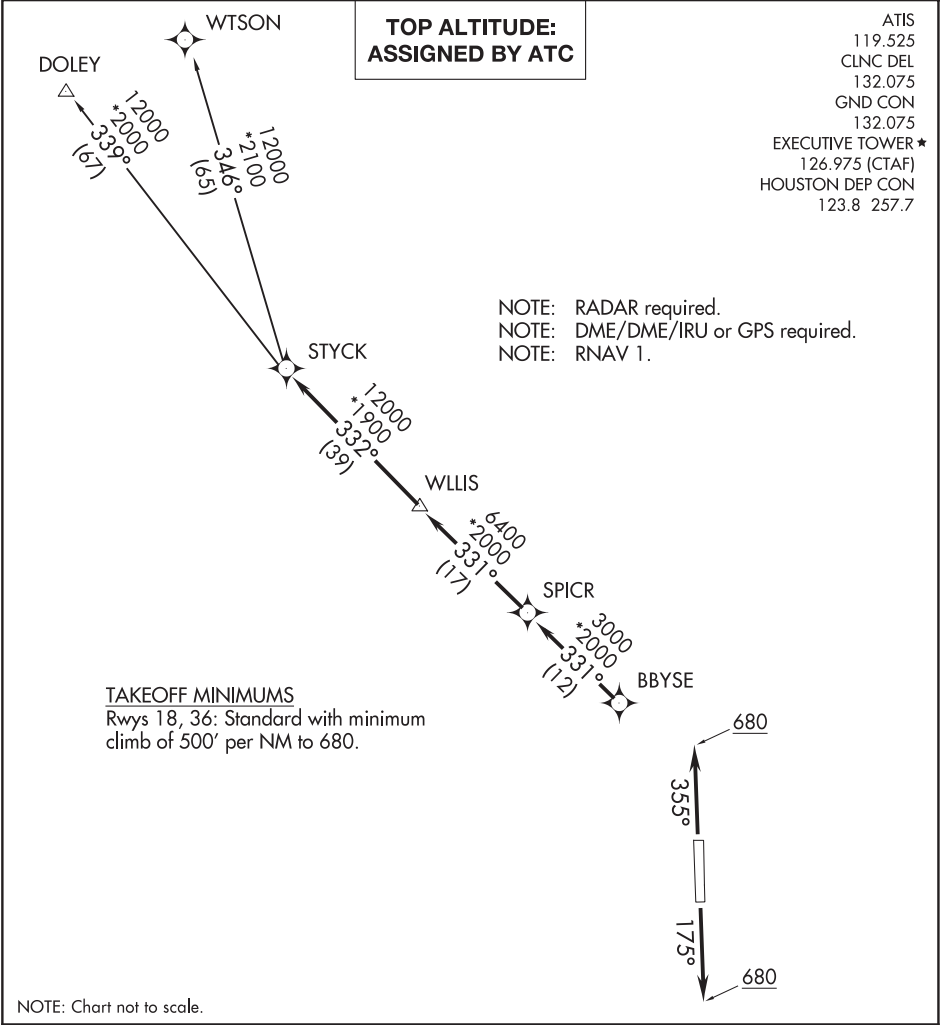 TOP ALTITUDE:
ASSIGNED BY ATC
ATIS
119.525
CLNC DEL
132.075
GND CON
132.075
EXECUTIVE TOWER★
126.975 (CTAF)
HOUSTON DEP CON
123.8 257.7
WTSON
DOLEY
12000
*2000
339°
(67)
12000
*2100
346°
(65)
NOTE: RADAR required.
NOTE: DME/DME/IRU or GPS required.
NOTE: RNAV 1.
STYCK
12000
*1900
332°
(39)
WLLIS
6400
*2000
331°
(17)
SPICR
3000
*2000
331°
(12)
BBYSE
TAKEOFF MINIMUMS
Rwys 18, 36: Standard with minimum
climb of 500' per NM to 680.
680
355°
175°
680
NOTE: Chart not to scale.